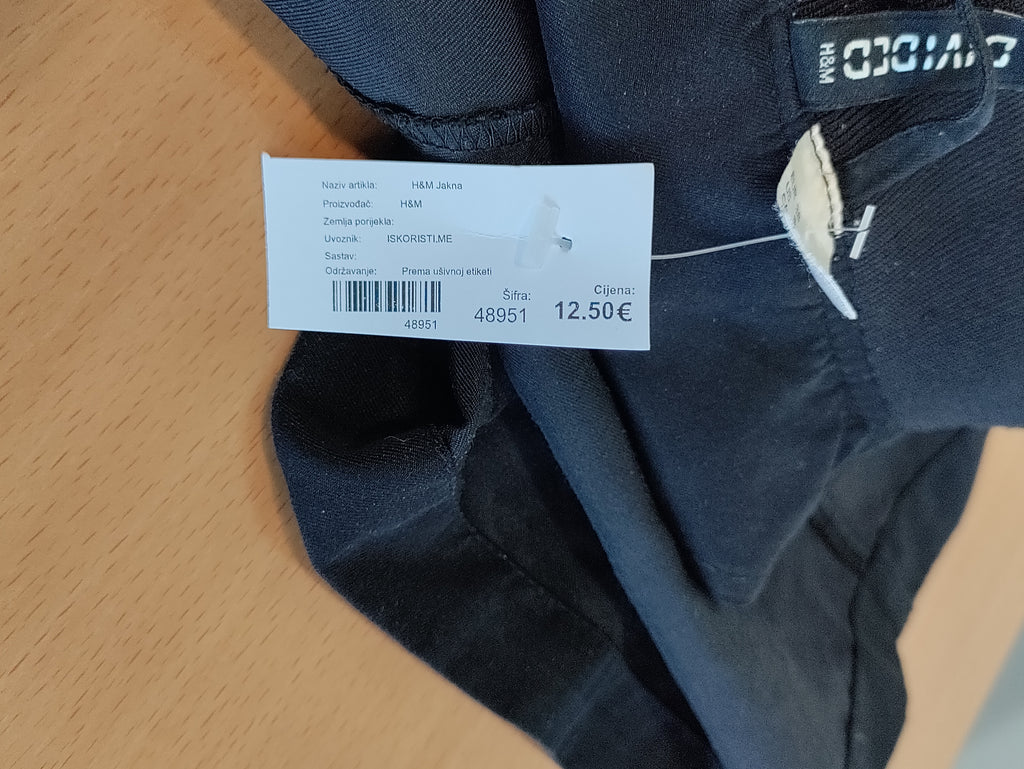 H&M
DIVIDED
Naziv artikla: H&M Jakna
Proizvođač: H&M
Zemlja porijekla:
Uvoznik: ISKORISTI.ME
Sastav:
Održavanje: Prema ušivnoj etiketi
48951
Šifra:
48951
Cijena:
12.50€